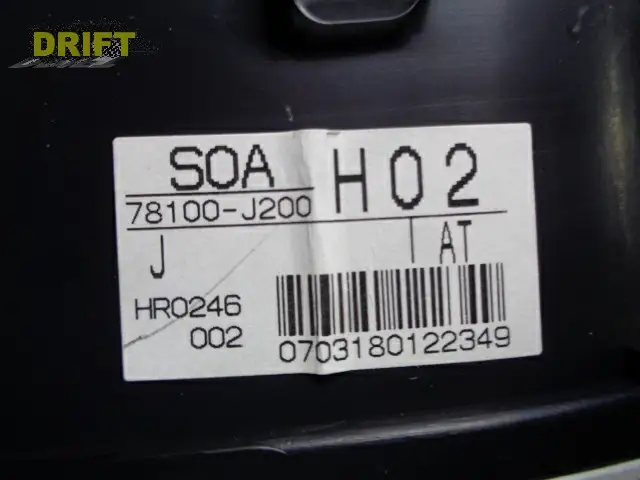 DRIFT
SOA H02
78100-J200
J AT
HR0246
002
0703180122349